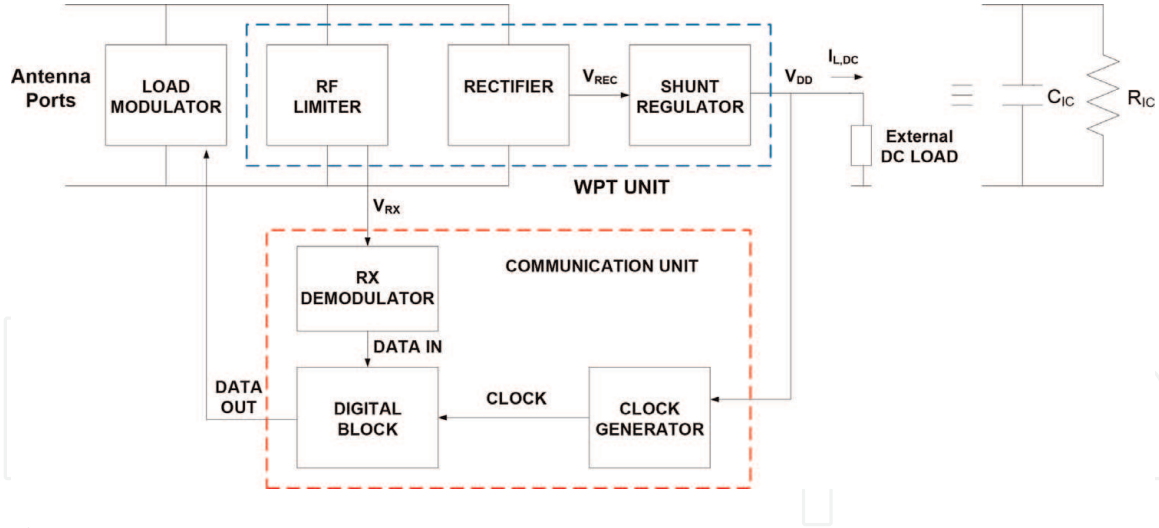 Antenna
Ports
LOAD
MODULATOR
RF
LIMITER
RECTIFIER
V_REC
SHUNT
REGULATOR
V_DD
I_L,DC
External
DC LOAD
C_IC
R_IC
WPT UNIT
V_RX
COMMUNICATION UNIT
RX
DEMODULATOR
DATA IN
DATA
OUT
DIGITAL
BLOCK
CLOCK
CLOCK
GENERATOR